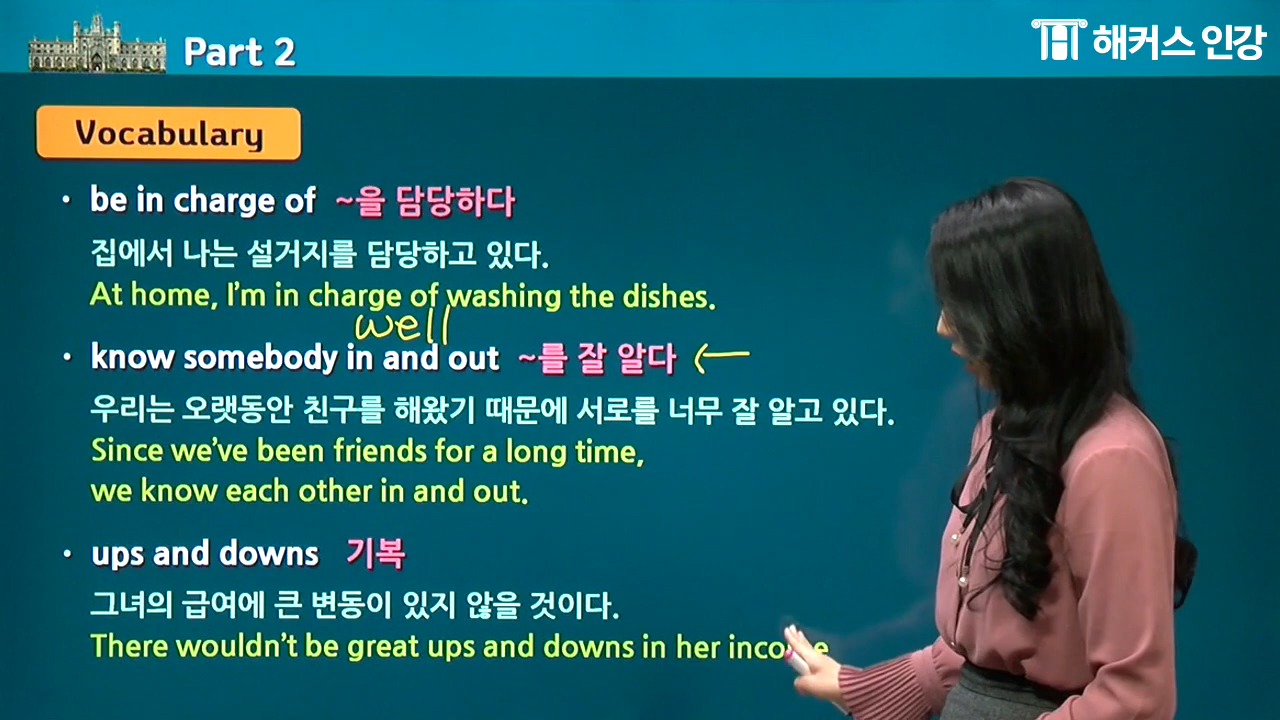 Part 2
해커스 인강
Vocabulary
• be in charge of ~을 담당하다
집에서 나는 설거지를 담당하고 있다.
At home, I'm in charge of washing the dishes.
well
• know somebody in and out ~를 잘 알다 ←
우리는 오랫동안 친구를 해왔기 때문에 서로를 너무 잘 알고 있다.
Since we've been friends for a long time,
we know each other in and out.
• ups and downs 기복
그녀의 급여에 큰 변동이 있지 않을 것이다.
There wouldn't be great ups and downs in her